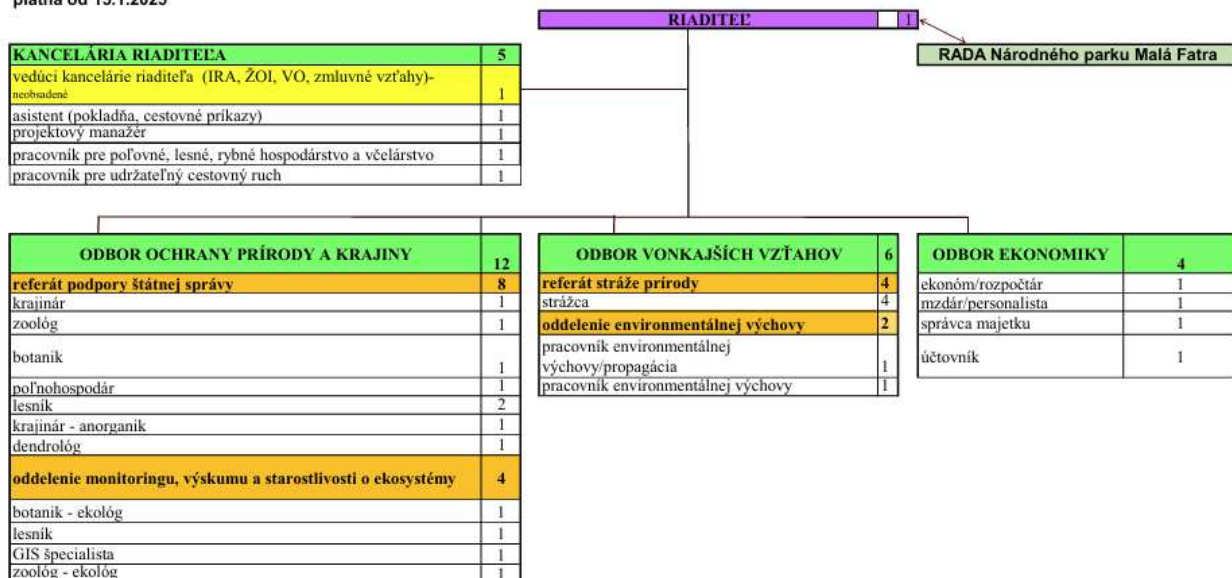 platná od 15.1.2025
RIADITEĽ 1
RADA Národného parku Malá Fatra
KANCELÁRIA RIADITEĽA 5
vedúci kancelárie riaditeľa (IRA, ŽOI, VO, zmluvné vzťahy)-
neobsadené 1
asistent (pokladňa, cestovné príkazy) 1
projektový manažér 1
pracovník pre poľovné, lesné, rybné hospodárstvo a včelárstvo 1
pracovník pre udržateľný cestovný ruch 1
ODBOR OCHRANY PRÍRODY A KRAJINY 12
referát podpory štátnej správy 8
krajinár 1
zoológ 1
botanik 1
poľnohospodár 1
lesník 2
krajinár - anorganik 1
dendrológ 1
oddelenie monitoringu, výskumu a starostlivosti o ekosystémy 4
botanik - ekológ 1
lesník 1
GIS špecialista 1
zoológ - ekológ 1
ODBOR VONKAJŠÍCH VZŤAHOV 6
referát stráže prírody 4
strážca 4
oddelenie environmentálnej výchovy 2
pracovník environmentálnej
výchovy/propagácia 1
pracovník environmentálnej výchovy 1
ODBOR EKONOMIKY 4
ekonóm/rozpočtár 1
mzdár/personalista 1
správca majetku 1
účtovník 1